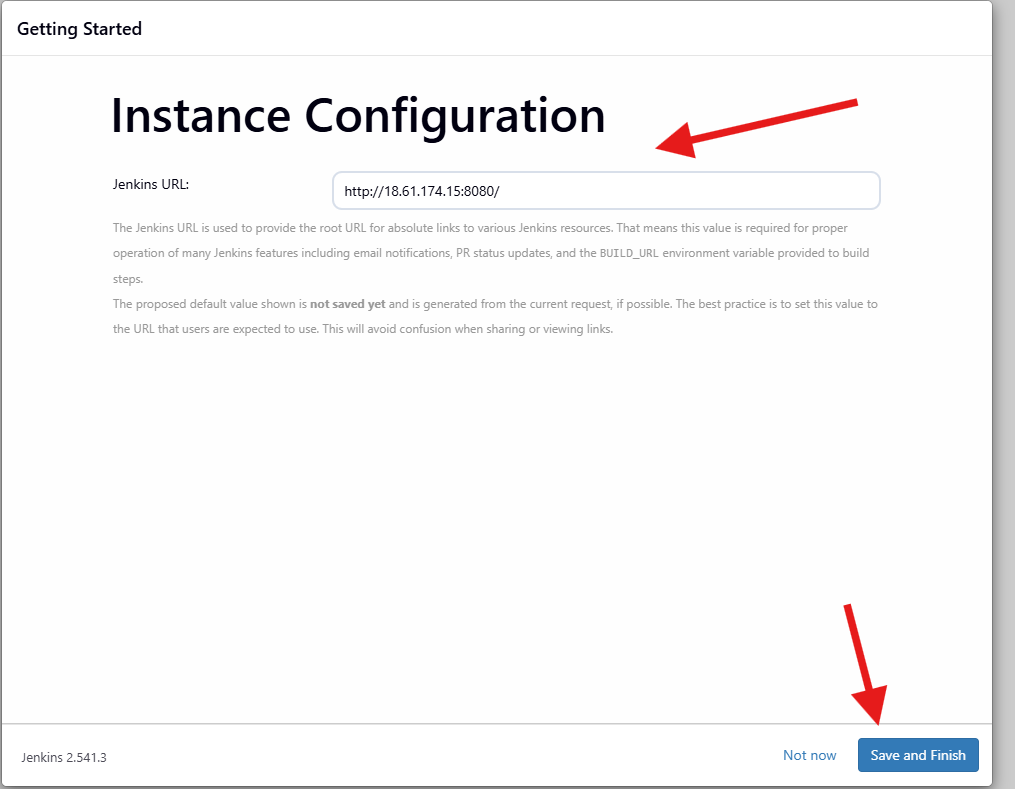 Getting Started
Instance Configuration
Jenkins URL:
http://18.61.174.15:8080/
The Jenkins URL is used to provide the root URL for absolute links to various Jenkins resources. That means this value is required for proper
operation of many Jenkins features including email notifications, PR status updates, and the BUILD_URL environment variable provided to build
steps.
The proposed default value shown is not saved yet and is generated from the current request, if possible. The best practice is to set this value to
the URL that users are expected to use. This will avoid confusion when sharing or viewing links.
Jenkins 2.541.3
Not now
Save and Finish